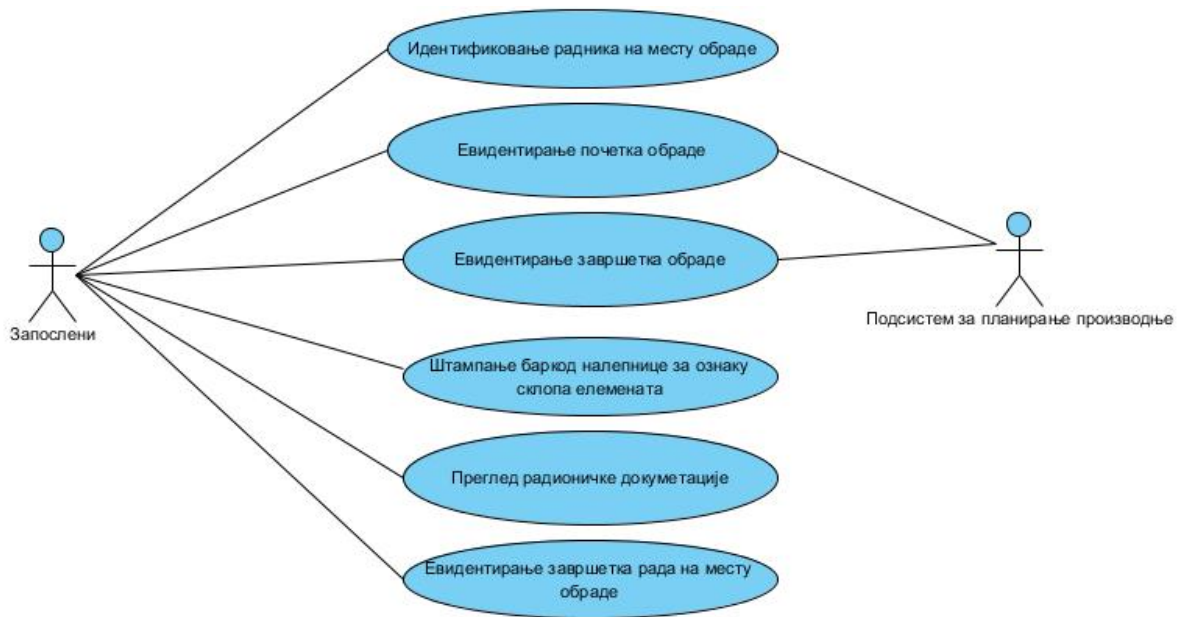 Идентификовање радника на месту обраде
Евидентирање почетка обраде
Евидентирање завршетка обраде
Запослени
Подсистем за планирање производње
Штампање баркод налепнице за ознаку
склопа елемената
Преглед радионичке докуметације
Евидентирање завршетка рада на месту
обраде